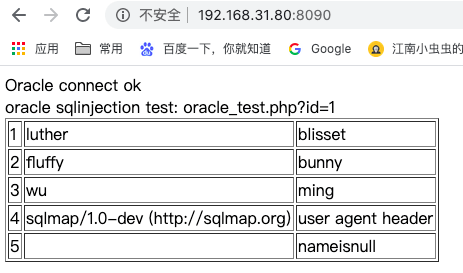 不安全 192.168.31.80:8090
应用 常用 百度一下，你就知道 Google 江南小虫虫的
Oracle connect ok
oracle sqlinjection test: oracle_test.php?id=1
1 luther blisset
2 fluffy bunny
3 wu ming
4 sqlmap/1.0-dev (http://sqlmap.org) user agent header
5 nameisnull